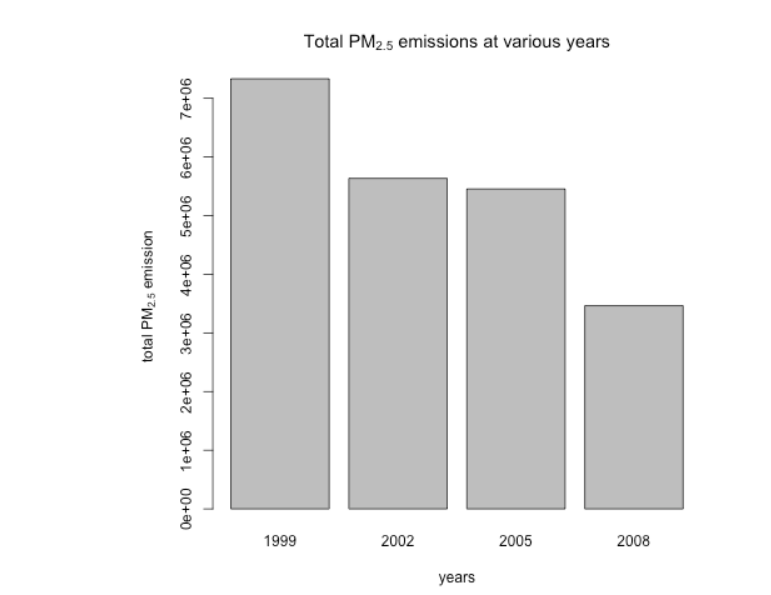 Total PM2.5 emissions at various years
7e+06
6e+06
5e+06
4e+06
3e+06
2e+06
1e+06
0e+00
total PM2.5 emission
1999 2002 2005 2008
years